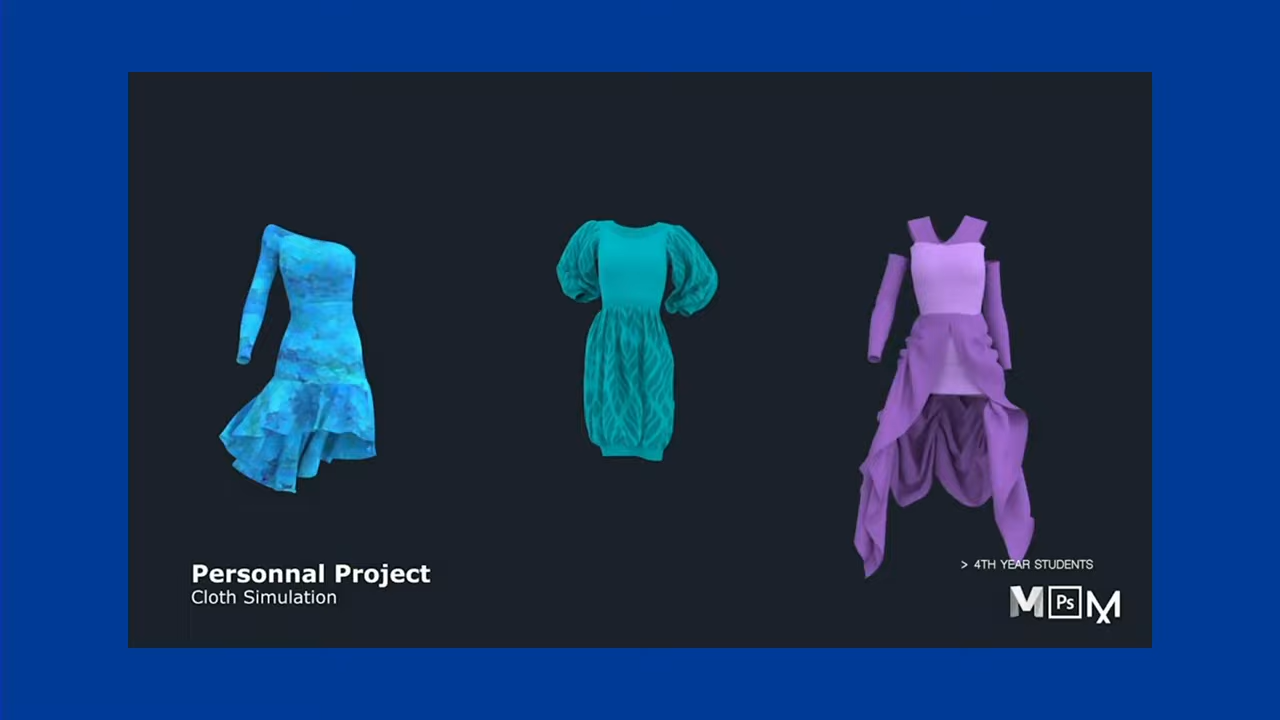 Personnal Project
Cloth Simulation
> 4TH YEAR STUDENTS
Ps